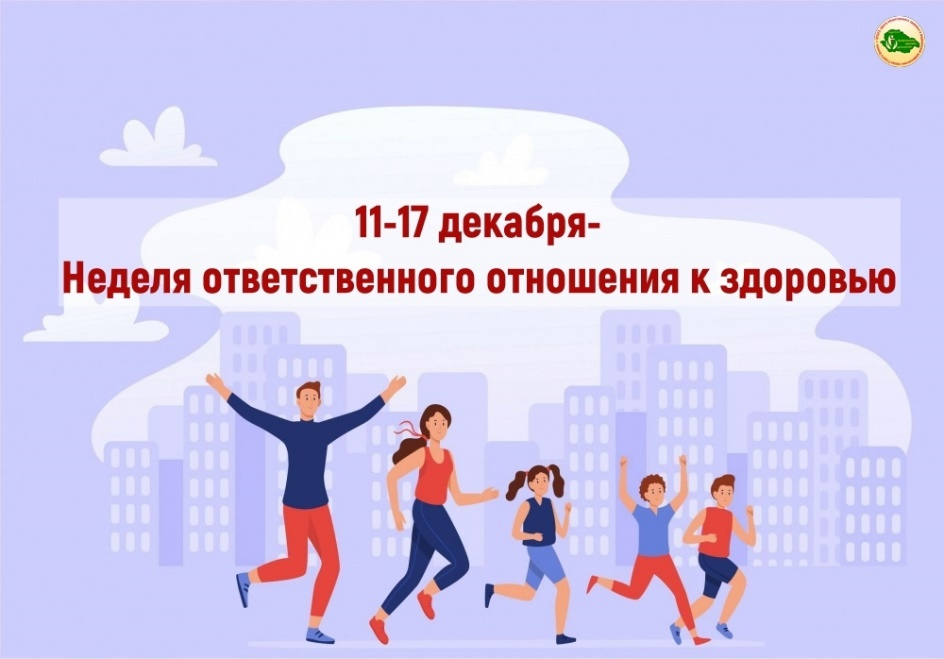 11-17 декабря-
Неделя ответственного отношения к здоровью